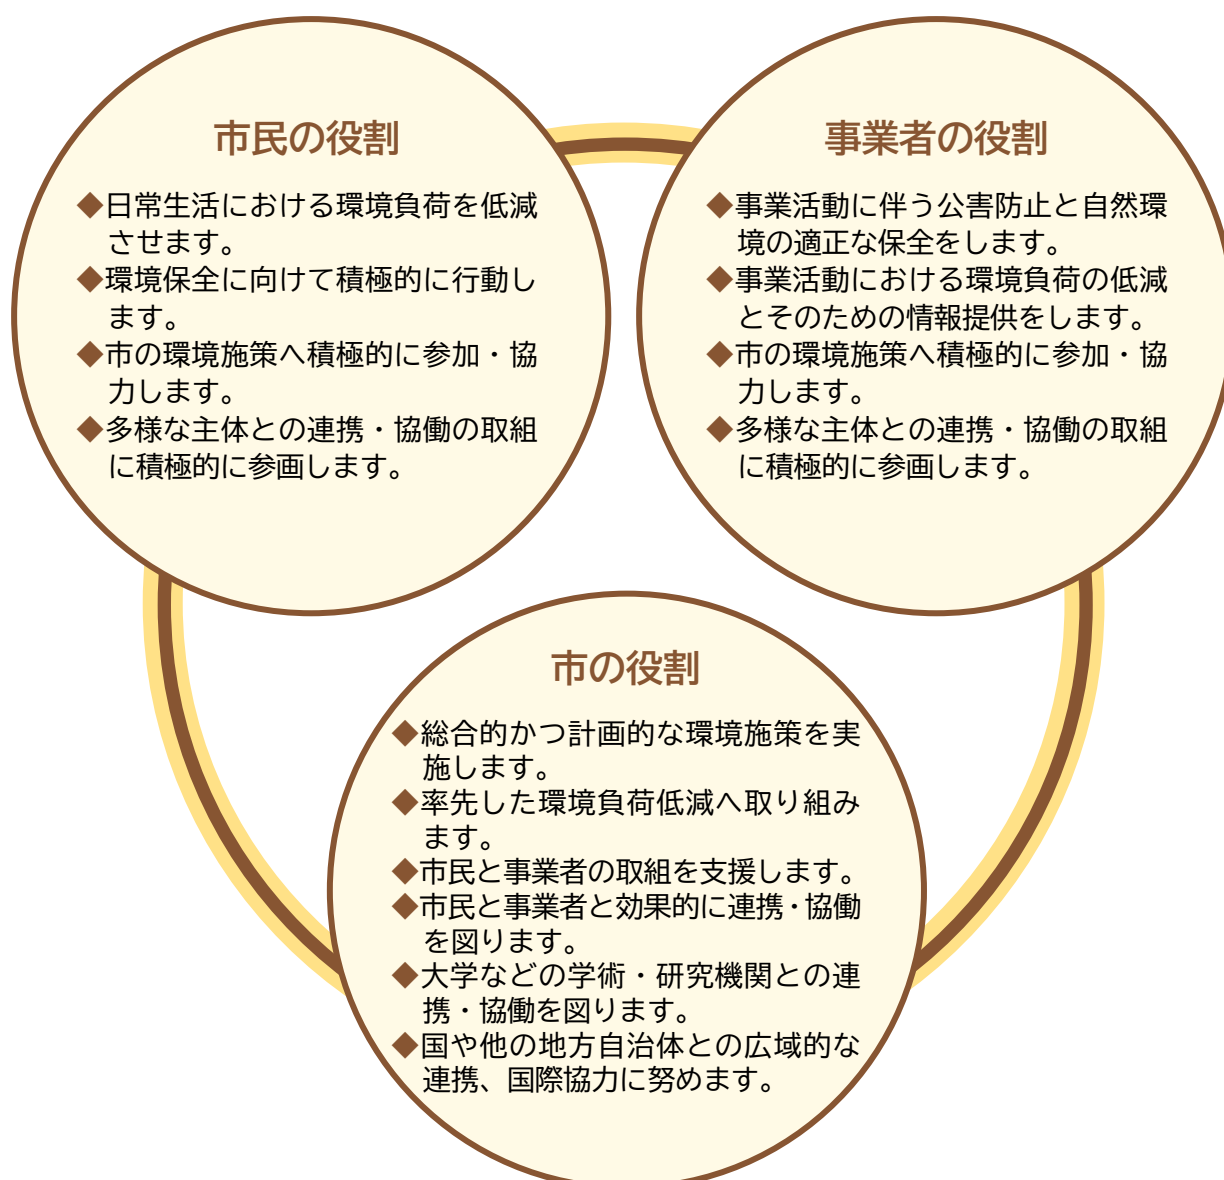 市民の役割
◆日常生活における環境負荷を低減
させます。
◆環境保全に向けて積極的に行動し
ます。
◆市の環境施策へ積極的に参加・協
力します。
◆多様な主体との連携・協働の取組
に積極的に参画します。
事業者の役割
◆事業活動に伴う公害防止と自然環
境の適正な保全をします。
◆事業活動における環境負荷の低減
とそのための情報提供をします。
◆市の環境施策へ積極的に参加・協
力します。
◆多様な主体との連携・協働の取組
に積極的に参画します。
市の役割
◆総合的かつ計画的な環境施策を実
施します。
◆率先した環境負荷低減へ取り組み
ます。
◆市民と事業者の取組を支援します。
◆市民と事業者と効果的に連携・協働
を図ります。
◆大学などの学術・研究機関との連
携・協働を図ります。
◆国や他の地方自治体との広域的な
連携、国際協力に努めます。